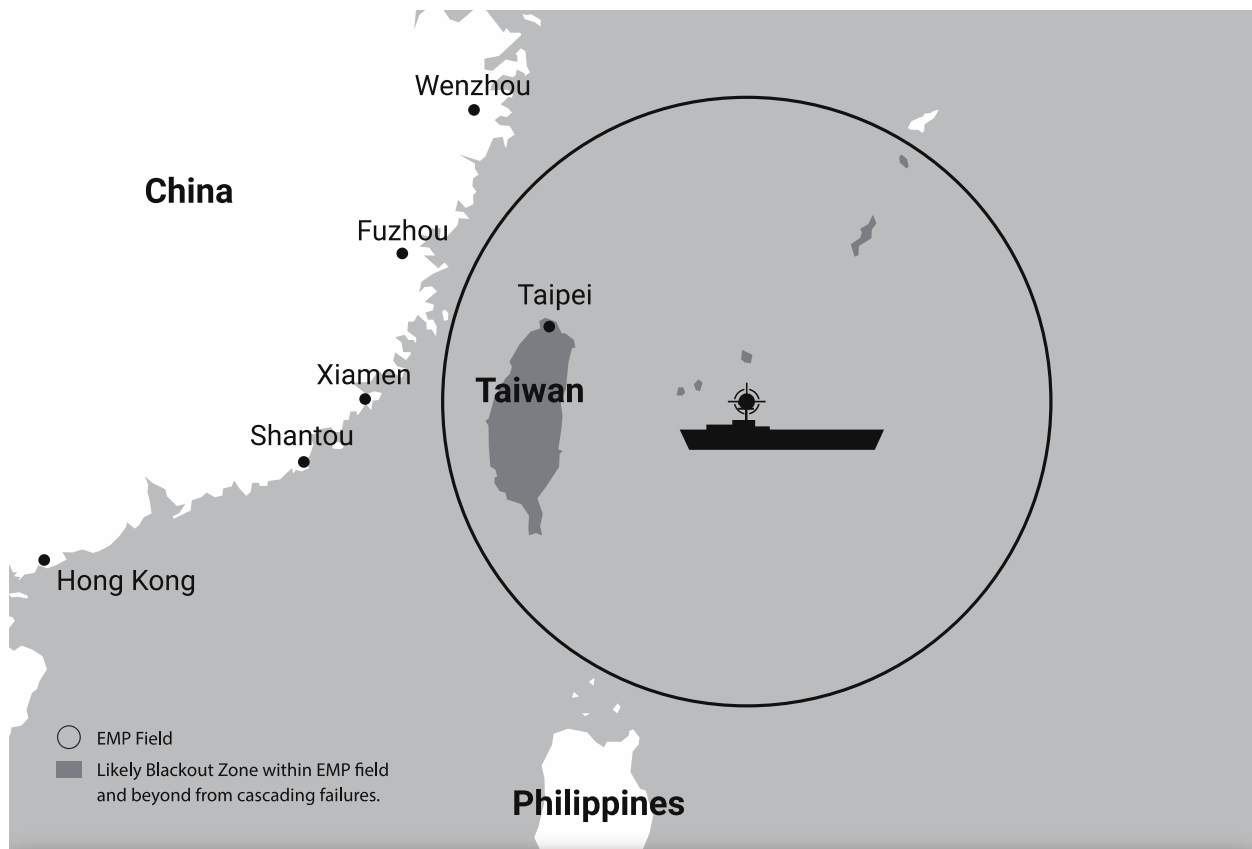 Wenzhou
China
Fuzhou
Taipei
Xiamen
Taiwan
Shantou
Hong Kong
EMP Field
Likely Blackout Zone within EMP field
and beyond from cascading failures.
Philippines